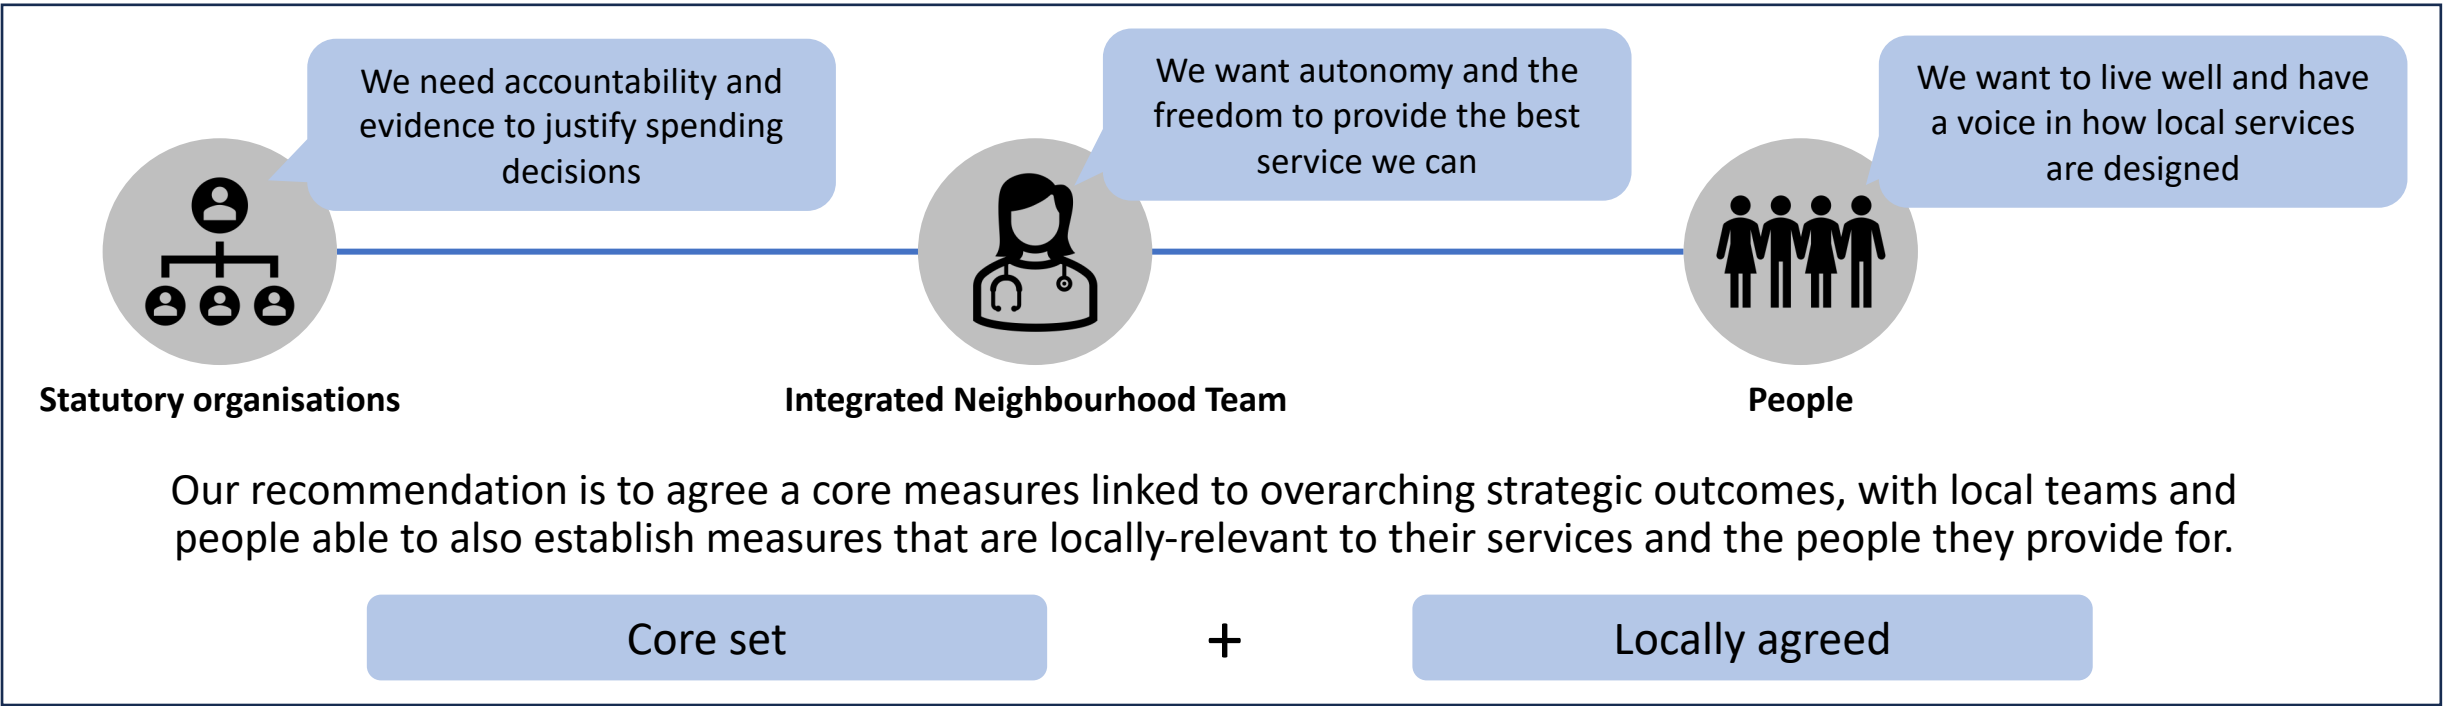 We need accountability and
evidence to justify spending
decisions
We want autonomy and the
freedom to provide the best
service we can
We want to live well and have
a voice in how local services
are designed
Statutory organisations
Integrated Neighbourhood Team
People
Our recommendation is to agree a core measures linked to overarching strategic outcomes, with local teams and
people able to also establish measures that are locally-relevant to their services and the people they provide for.
Core set
+
Locally agreed